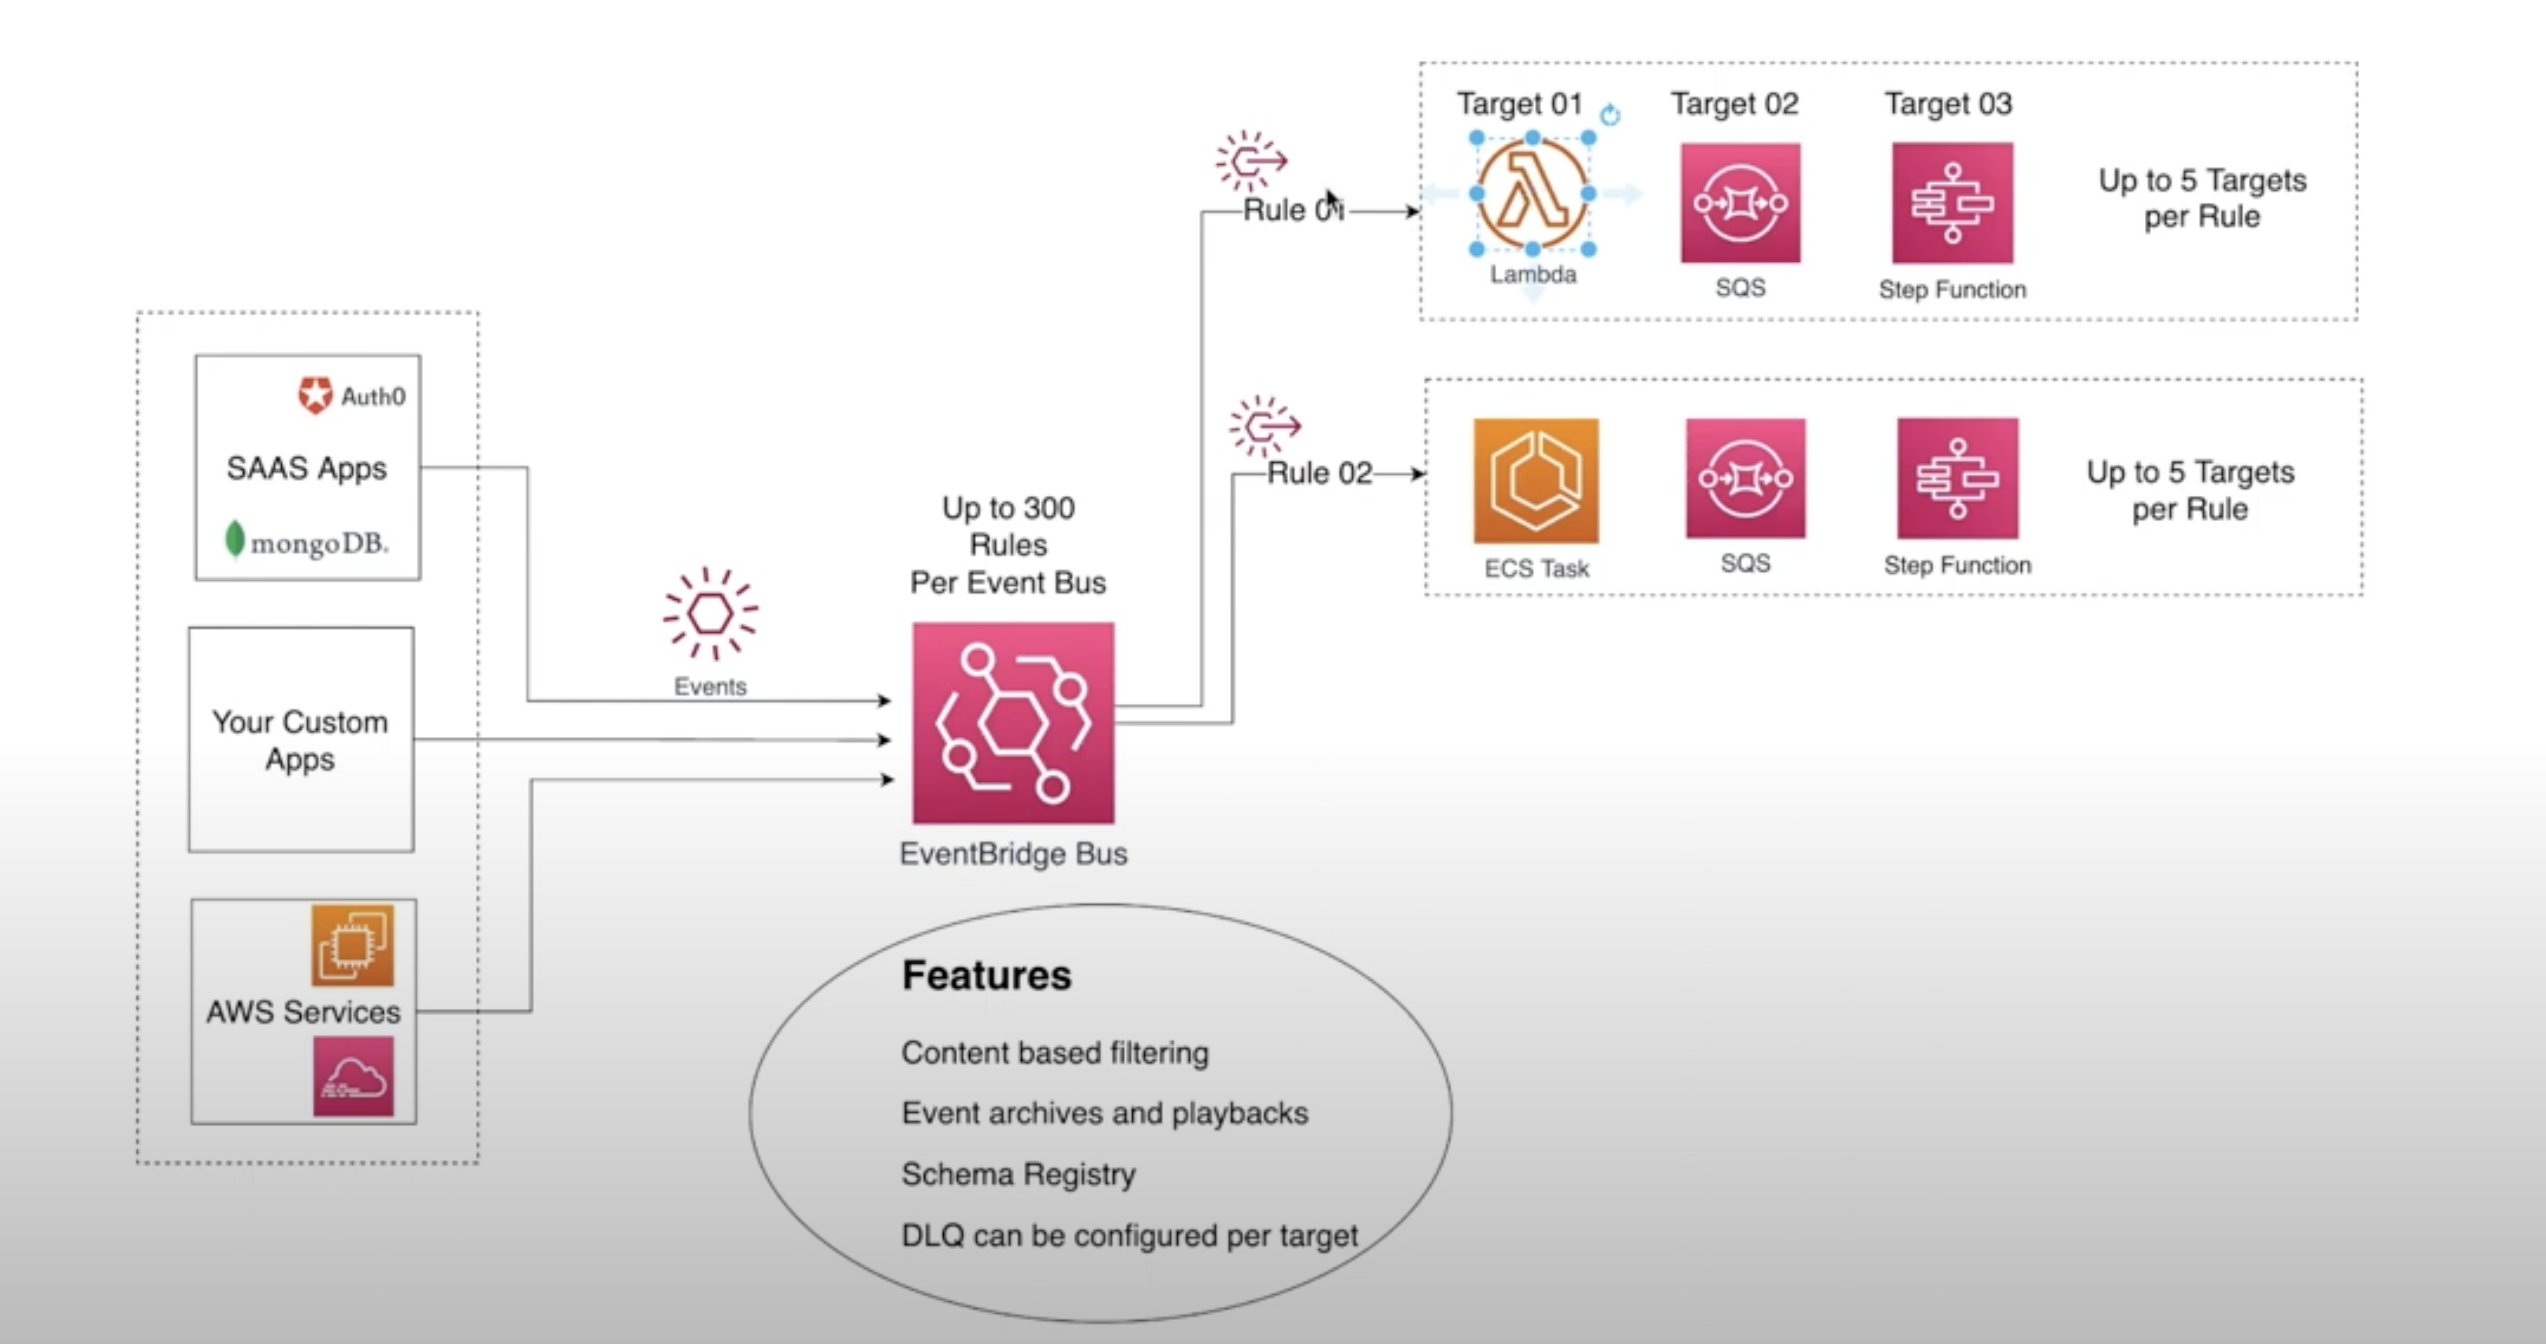 Target 01
Target 02
Target 03
Rule 01
Lambda
SQS
Step Function
Up to 5 Targets
per Rule
Rule 02
ECS Task
SQS
Step Function
Up to 5 Targets
per Rule
Auth0
SAAS Apps
mongoDB.
Your Custom
Apps
AWS Services
Events
Up to 300
Rules
Per Event Bus
EventBridge Bus
Features
Content based filtering
Event archives and playbacks
Schema Registry
DLQ can be configured per target